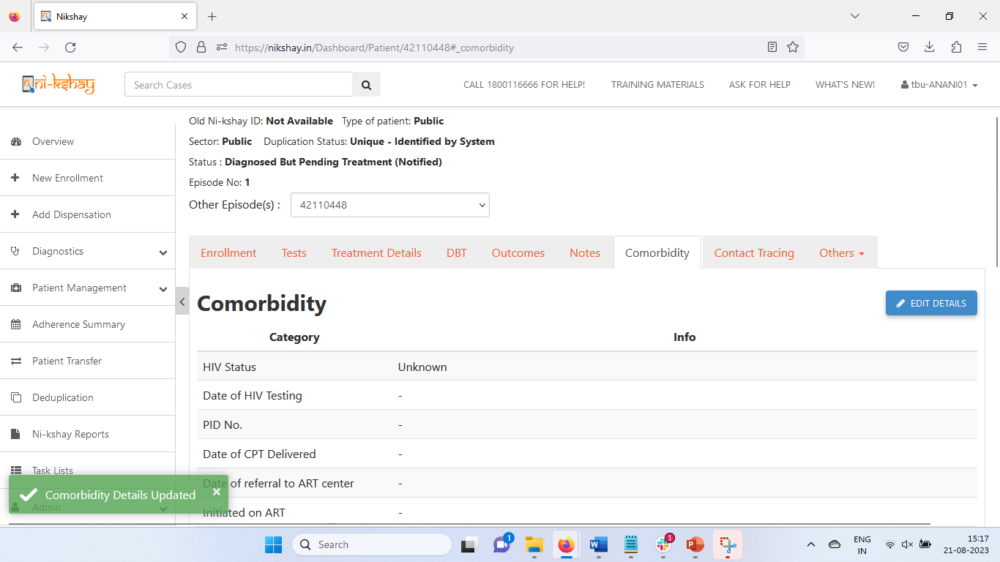 Nikshay
https://nikshay.in/Dashboard/Patient/42110448#_comorbidity
ni-kshay
Search Cases
CALL 1800116666 FOR HELP!
TRAINING MATERIALS
ASK FOR HELP
WHAT'S NEW!
tbu-ANANI01
Overview
New Enrollment
Add Dispensation
Diagnostics
Patient Management
Adherence Summary
Patient Transfer
Deduplication
Ni-kshay Reports
Task Lists
Admin
Old Ni-kshay ID: Not Available Type of patient: Public
Sector: Public Duplication Status: Unique - Identified by System
Status : Diagnosed But Pending Treatment (Notified)
Episode No: 1
Other Episode(s) : 42110448
Enrollment Tests Treatment Details DBT Outcomes Notes Comorbidity Contact Tracing Others
Comorbidity
EDIT DETAILS
Category Info
HIV Status Unknown
Date of HIV Testing -
PID No. -
Date of CPT Delivered -
Date of referral to ART center -
Initiated on ART -
Comorbidity Details Updated
Search
1
1
ENG
IN
15:17
21-08-2023